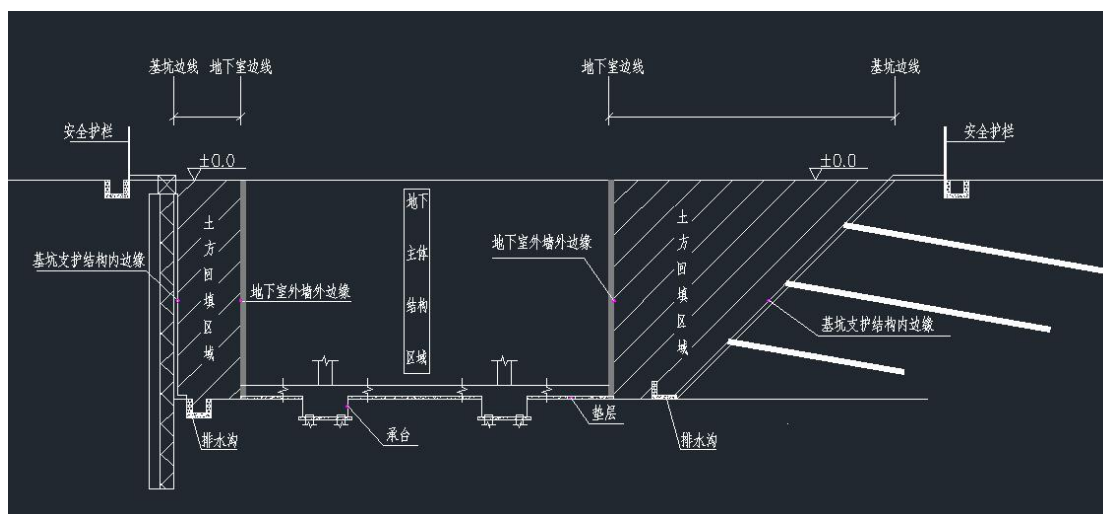 基坑边线 地下室边线
地下室边线
基坑边线
安全护栏
安全护栏
±0.0
±0.0
土方回填区域
地下
主体
结构
区域
土方回填区域
基坑支护结构内边缘
地下室外墙外边缘
地下室外墙外边缘
基坑支护结构内边缘
排水沟
承台
垫层
排水沟